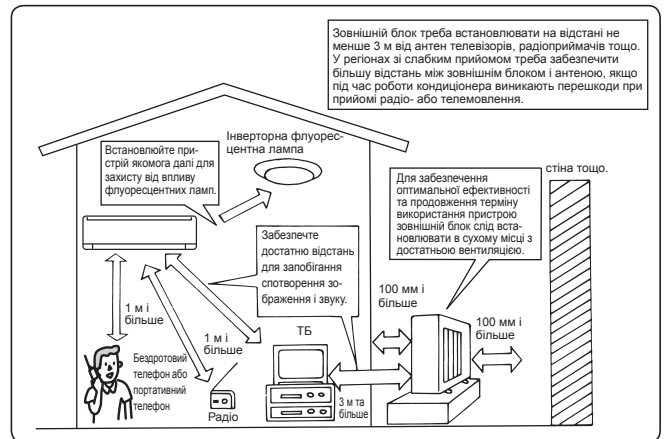 Зовнішній блок треба встановлювати на відстані не
менше 3 м від антен телевізорів, радіоприймачів тощо.
У регіонах зі слабким прийомом треба забезпечити
більшу відстань між зовнішнім блоком і антеною, якщо
під час роботи кондиціонера виникають перешкоди при
прийомі радіо- або телемовлення.
Інверторна флуорес-
центна лампа
Встановлюйте при-
стрій якомога далі для
захисту від впливу
флуоресцентних ламп.
Для забезпечення
оптимальної ефективності
та продовження терміну
використання пристрою
зовнішній блок слід вста-
новлювати в сухому місці з
достатньою вентиляцією.
стіна тощо.
Забезпечте
достатню відстань
для запобігання
спотворення зо-
браження і звуку.
100 мм і
більше
100 мм і
більше
1 м і
більше
1 м і
більше
ТБ
Бездротовий
телефон або
портативний
телефон
Радіо
3 м та
більше